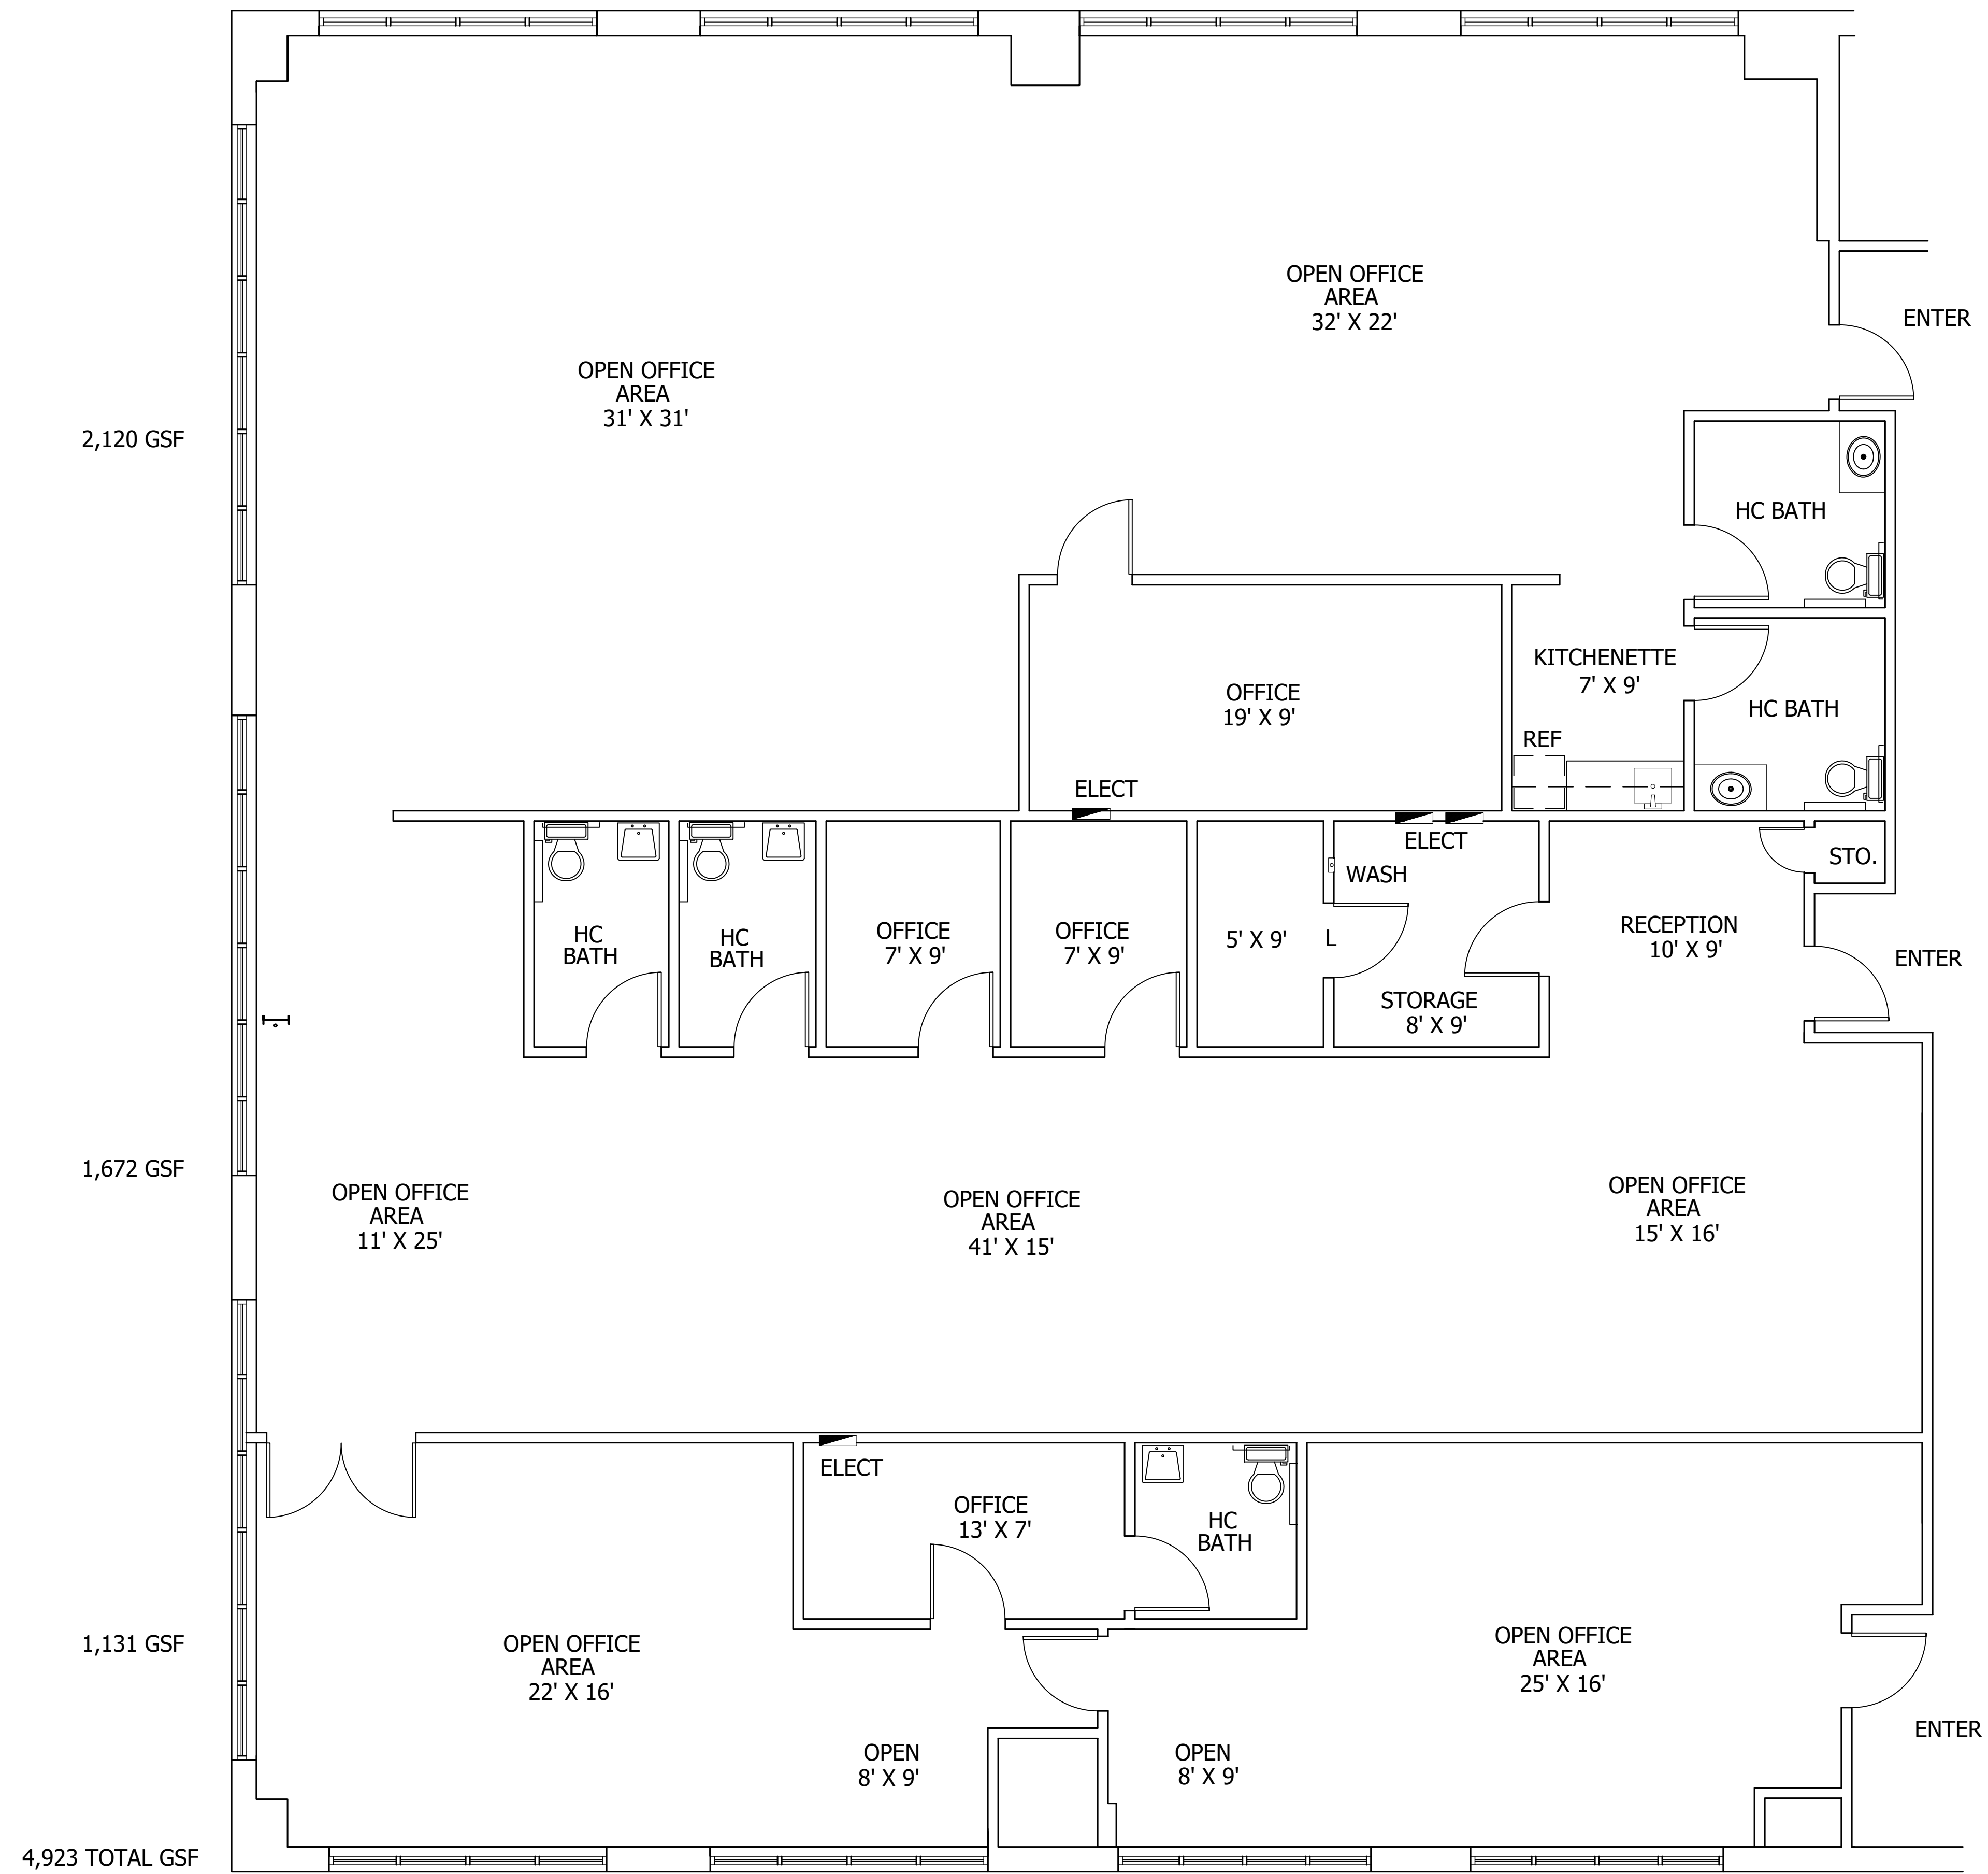 OPEN OFFICE
AREA
32' X 22'
ENTER
OPEN OFFICE
AREA
31' X 31'
2,120 GSF
HC BATH
KITCHENETTE
7' X 9'
OFFICE
19' X 9'
HC BATH
REF
ELECT
ELECT
WASH
STO.
HC
BATH
HC
BATH
OFFICE
7' X 9'
OFFICE
7' X 9'
5' X 9'
L
RECEPTION
10' X 9'
ENTER
STORAGE
8' X 9'
1,672 GSF
OPEN OFFICE
AREA
11' X 25'
OPEN OFFICE
AREA
41' X 15'
OPEN OFFICE
AREA
15' X 16'
ELECT
OFFICE
13' X 7'
HC
BATH
1,131 GSF
OPEN OFFICE
AREA
22' X 16'
OPEN OFFICE
AREA
25' X 16'
ENTER
OPEN
8' X 9'
OPEN
8' X 9'
4,923 TOTAL GSF